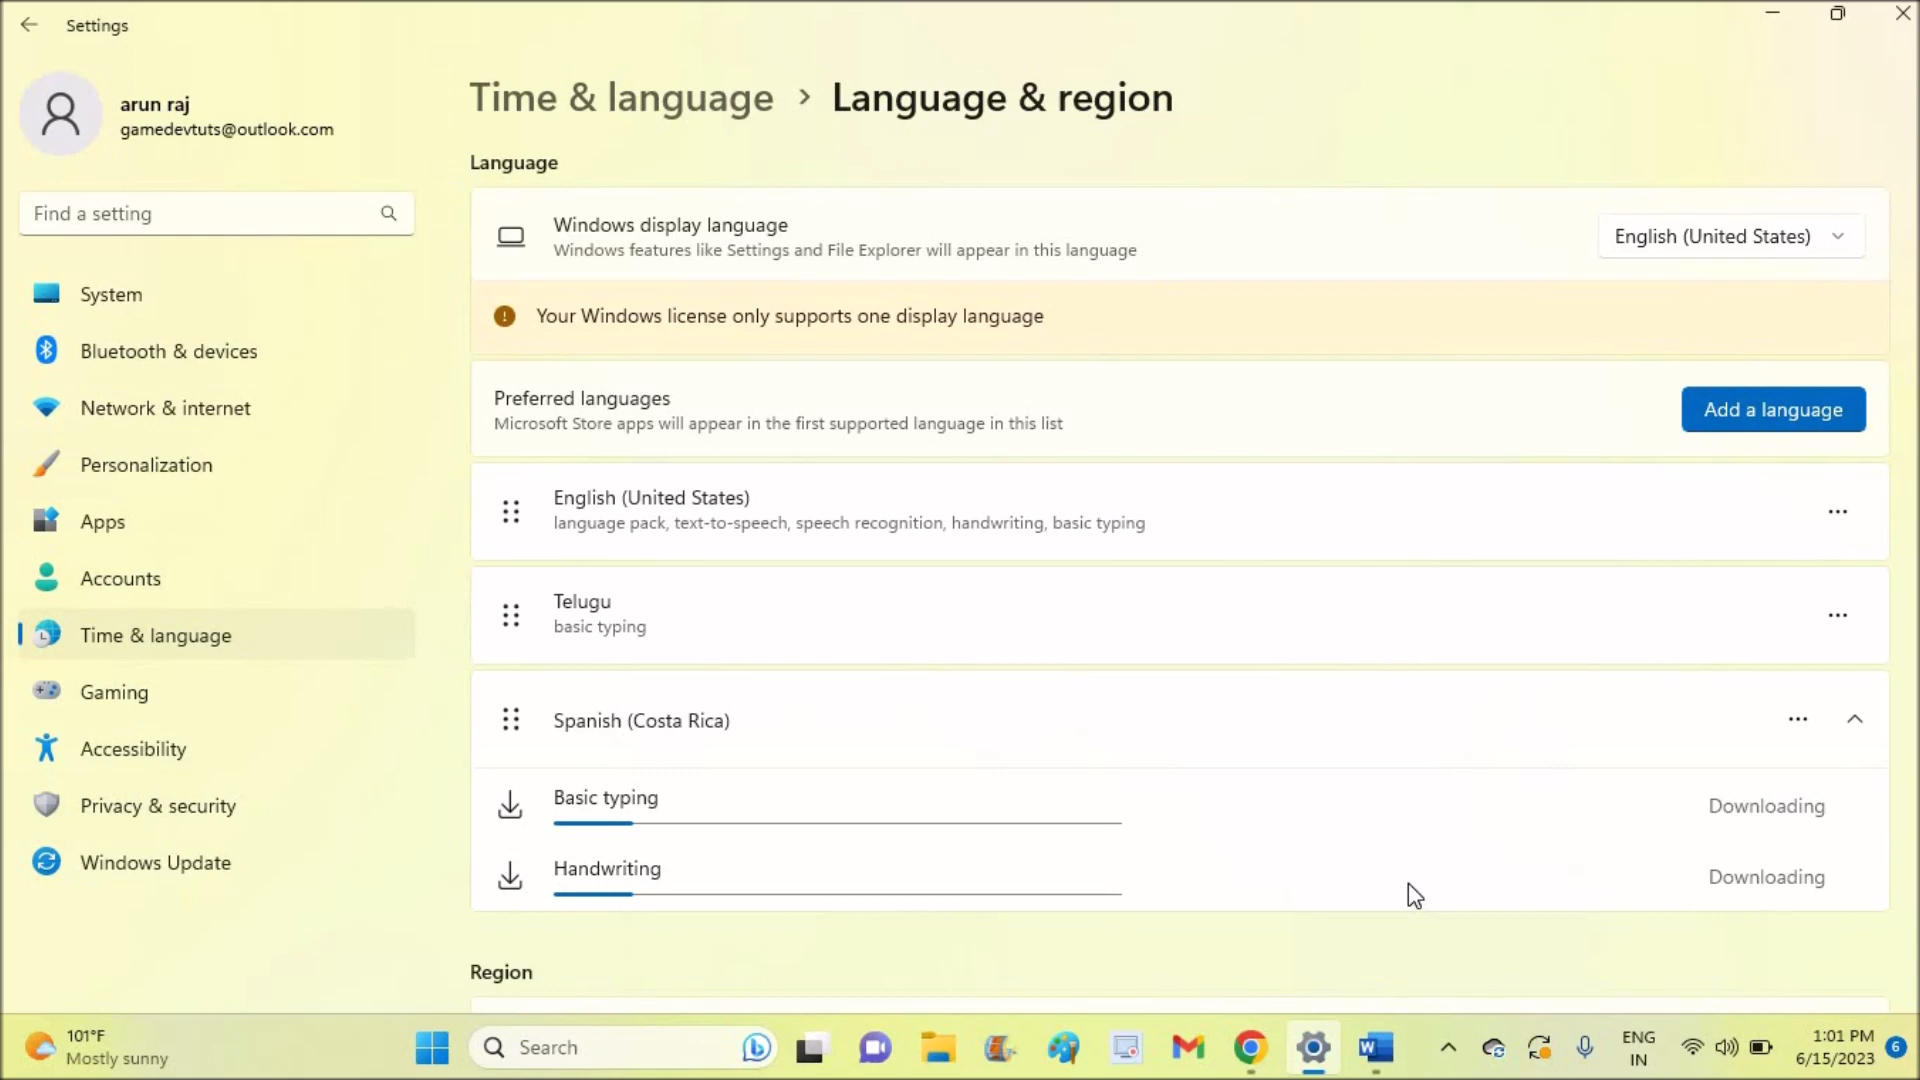 Settings
arun raj
gamedevtuts@outlook.com
Find a setting
System
Bluetooth & devices
Network & internet
Personalization
Apps
Accounts
Time & language
Gaming
Accessibility
Privacy & security
Windows Update
Time & language > Language & region
Language
Windows display language
Windows features like Settings and File Explorer will appear in this language
English (United States)
Your Windows license only supports one display language
Preferred languages
Microsoft Store apps will appear in the first supported language in this list
Add a language
English (United States)
language pack, text-to-speech, speech recognition, handwriting, basic typing
Telugu
basic typing
Spanish (Costa Rica)
Basic typing
Downloading
Handwriting
Downloading
Region
101°F
Mostly sunny
Search
ENG
IN
1:01 PM
6/15/2023
6